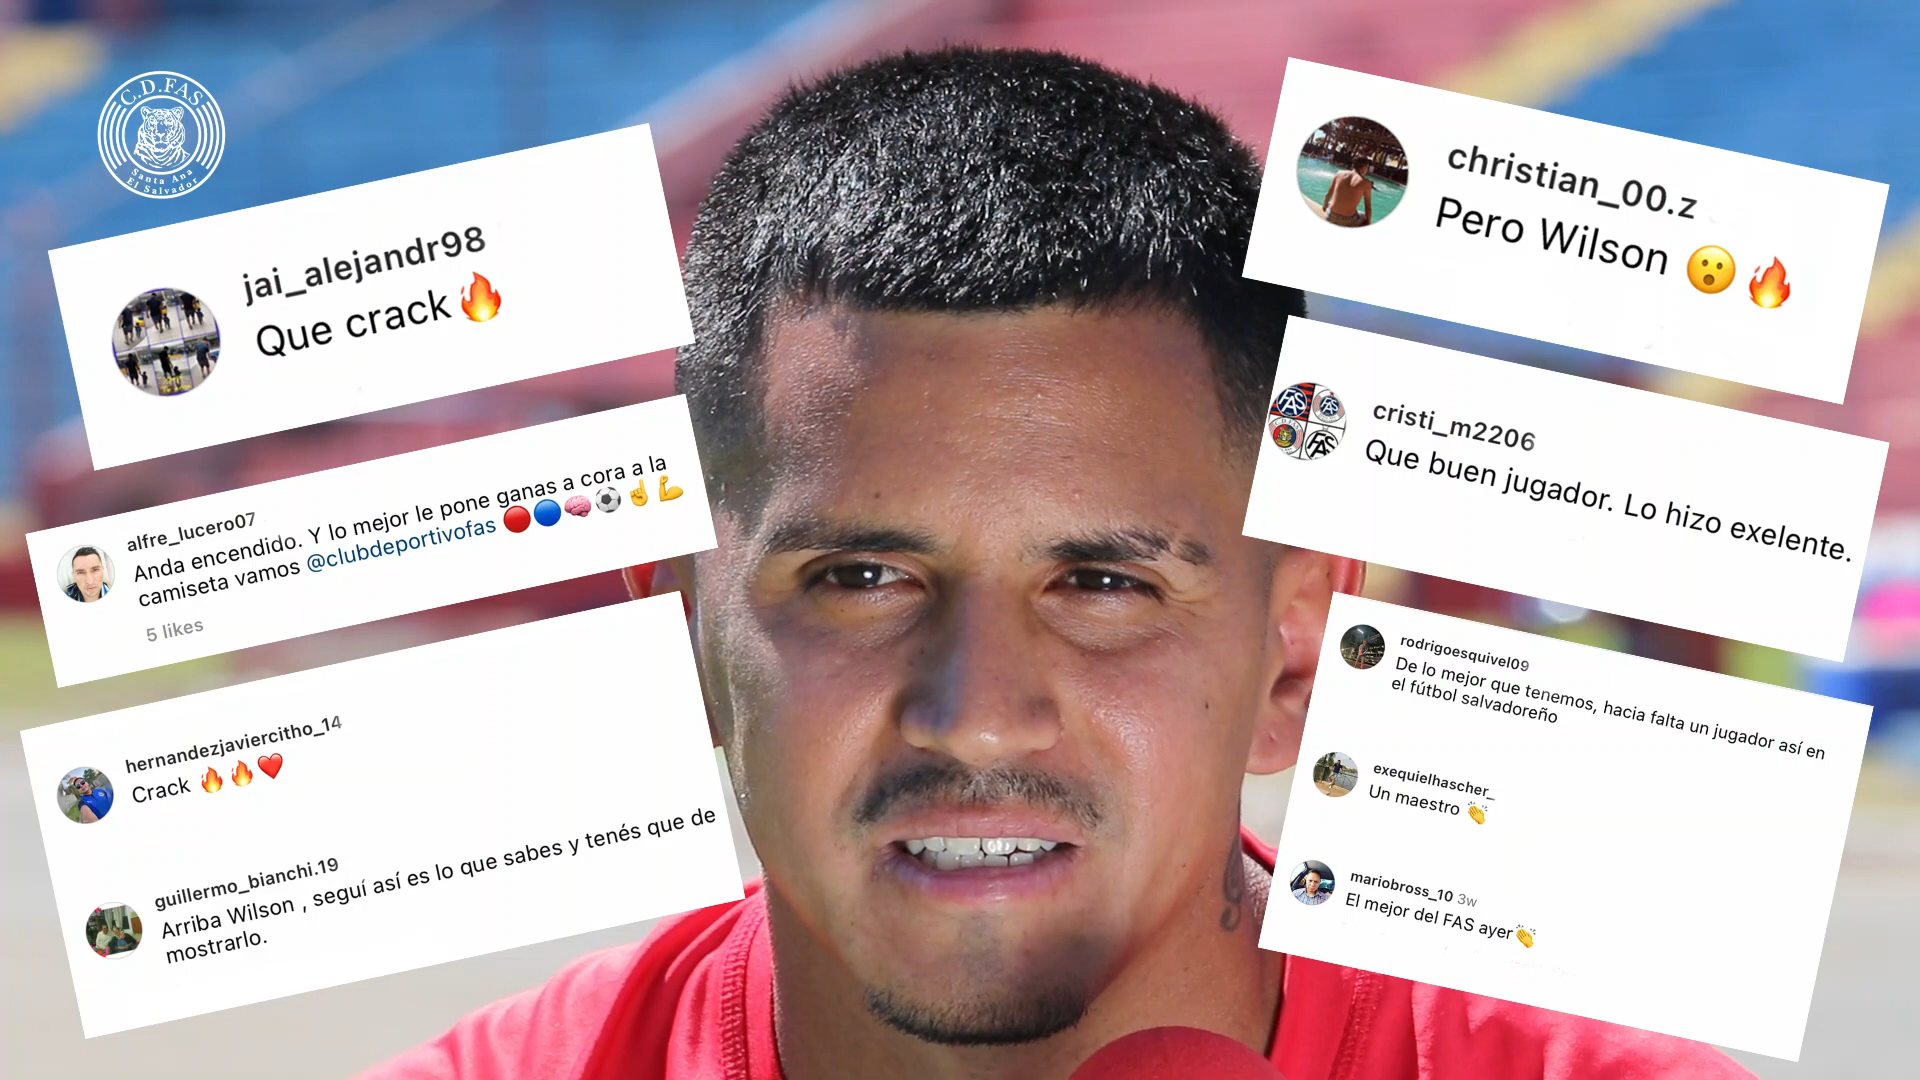 C.D.FAS
Santa Ana
El Salvador
jai_alejandr98
Que crack🔥
alfre_lucero07
Anda encendido. Y lo mejor le pone ganas a cora a la
camiseta vamos @clubdeportivofas 🔴🔵🧠⚽☝️💪
5 likes
hernandezjaviercitho_14
Crack 🔥🔥❤️
guillermo_bianchi.19
Arriba Wilson , seguí así es lo que sabes y tenés que de
mostrarlo.
christian_00.z
Pero Wilson 😮🔥
cristi_m2206
FAS
FAS
FAS
Que buen jugador. Lo hizo exelente.
rodrigoesquivel09
De lo mejor que tenemos, hacia falta un jugador así en
el fútbol salvadoreño
exequielhascher_
Un maestro 👏
mariobross_10 3w
El mejor del FAS ayer👏